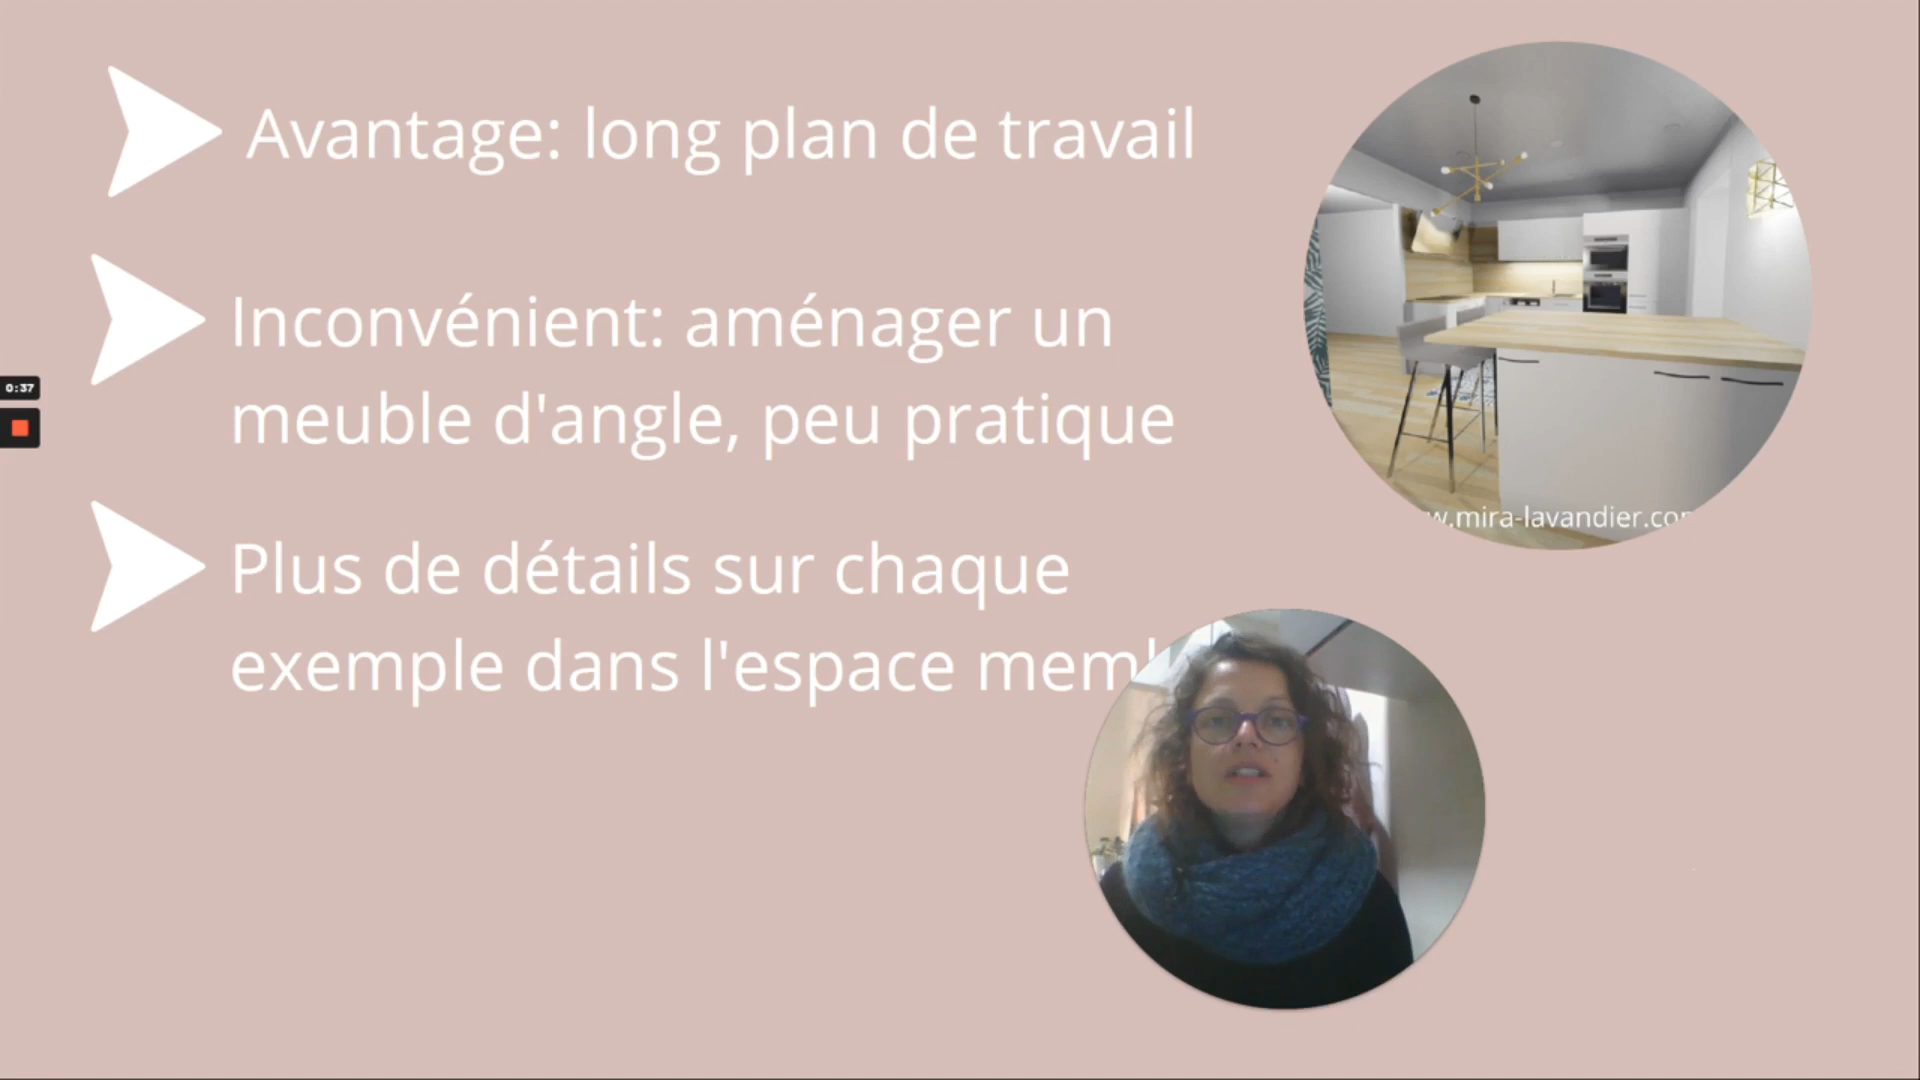 Avantage: long plan de travail
Inconvénient: aménager un
meuble d'angle, peu pratique
Plus de détails sur chaque
exemple dans l'espace
0:37
w.mira-lavandier.co